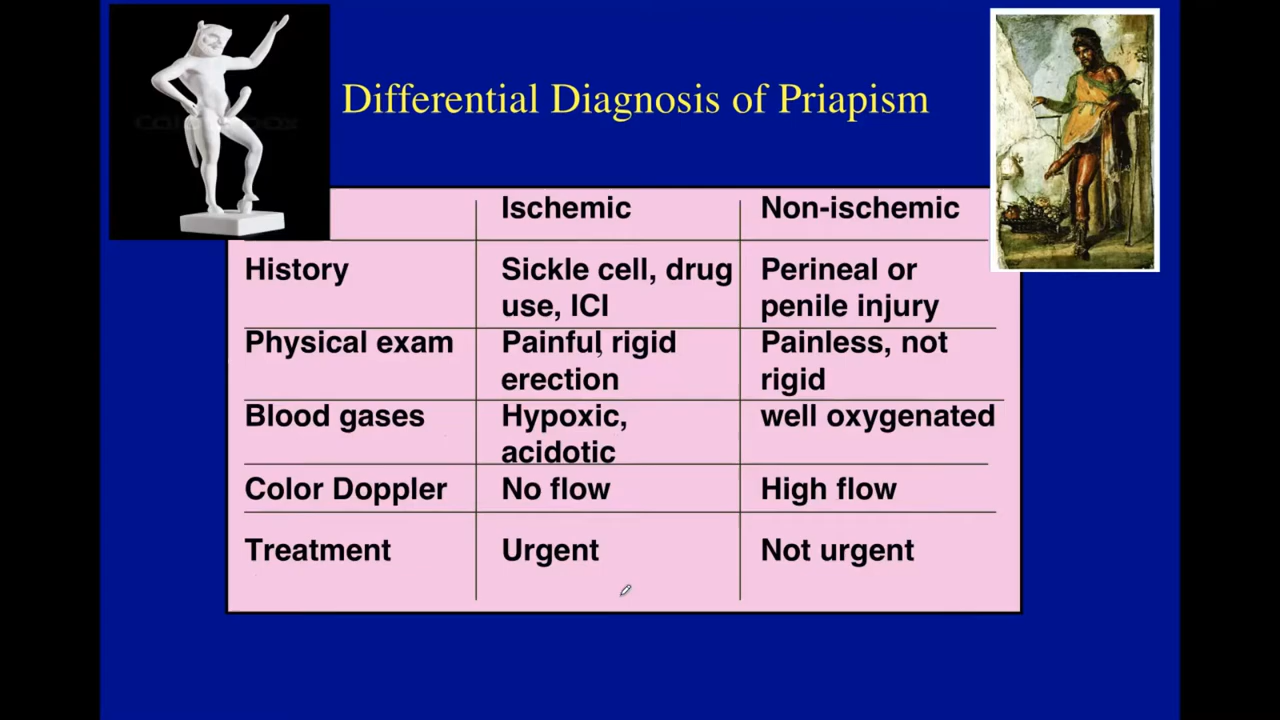 Differential Diagnosis of Priapism
Ischemic
Non-ischemic
History
Sickle cell, drug
use, ICI
Perineal or
penile injury
Physical exam
Painful, rigid
erection
Painless, not
rigid
Blood gases
Hypoxic,
acidotic
well oxygenated
Color Doppler
No flow
High flow
Treatment
Urgent
Not urgent